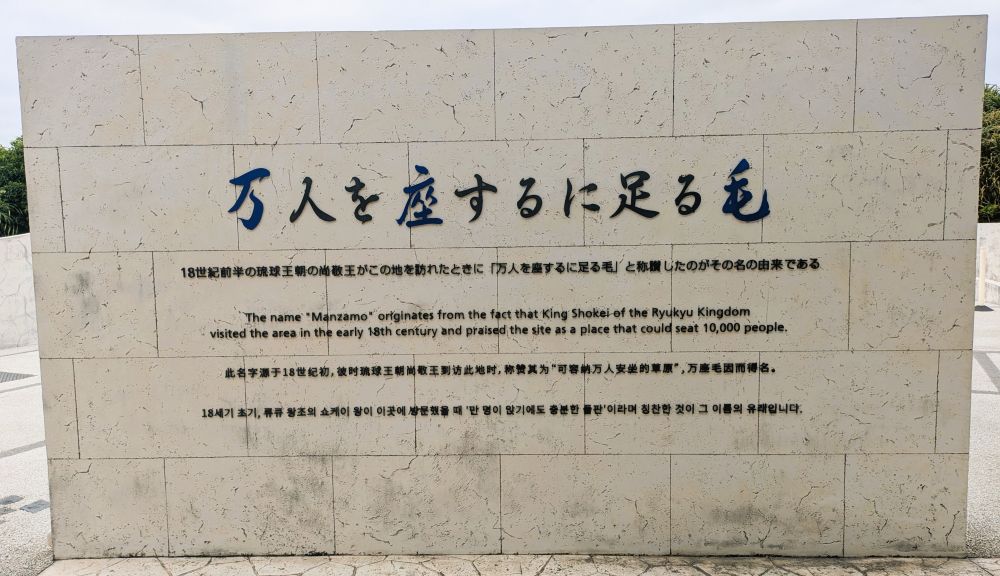 万人を座するに足る毛
18世紀前半の琉球王朝の尚敬王がこの地を訪れたときに「万人を座するに足る毛」と称賛したのがその名の由来である
The name "Manzamo" originates from the fact that King Shokei of the Ryukyu Kingdom
visited the area in the early 18th century and praised the site as a place that could seat 10,000 people.
此名字源于18世纪初,彼时琉球王朝尚敬王到访此地时,称赞其为“可容纳万人安坐的草原”,万座毛因而得名。
18세기 초기, 류큐 왕조의 쇼케이 왕이 이곳에 방문했을 때 '만 명이 앉기에도 충분한 들판'이라며 칭찬한 것이 그 이름의 유래입니다.